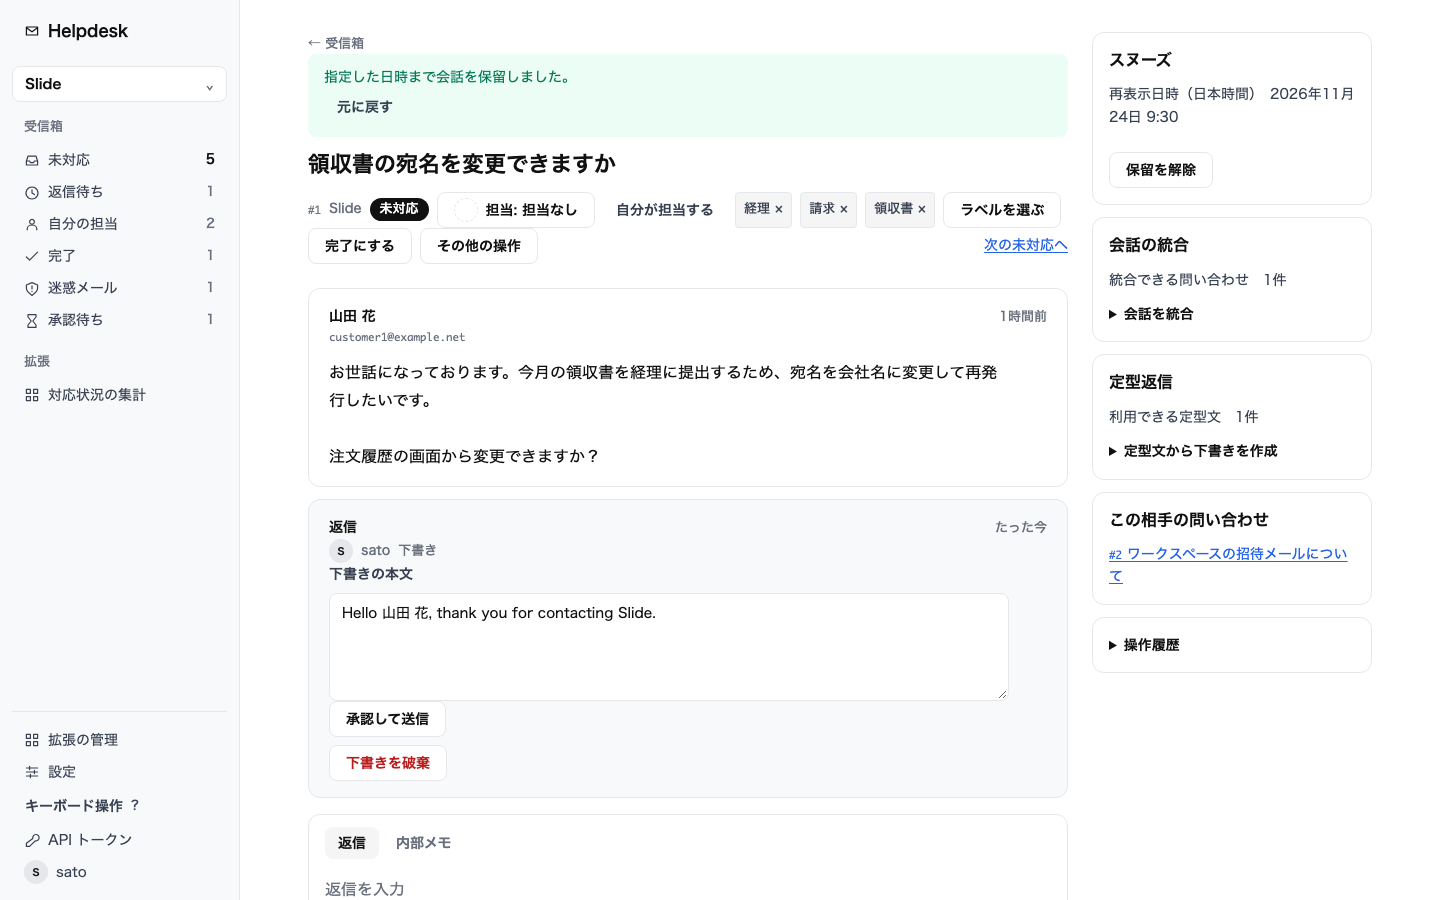 Helpdesk
Slide
受信箱
未対応 5
返信待ち 1
自分の担当 2
完了 1
迷惑メール 1
承認待ち 1
拡張
対応状況の集計
拡張の管理
設定
キーボード操作 ?
API トークン
S sato
← 受信箱
指定した日時まで会話を保留しました。
元に戻す
領収書の宛名を変更できますか
#1 Slide 未対応 担当: 担当なし 自分が担当する 経理 × 請求 × 領収書 × ラベルを選ぶ
完了にする その他の操作 次の未対応へ
山田 花 1時間前
customer1@example.net
お世話になっております。今月の領収書を経理に提出するため、宛名を会社名に変更して再発
行したいです。
注文履歴の画面から変更できますか？
返信 たった今
S sato 下書き
下書きの本文
Hello 山田 花, thank you for contacting Slide.
承認して送信
下書きを破棄
返信 内部メモ
返信を入力
スヌーズ
再表示日時（日本時間） 2026年11月
24日 9:30
保留を解除
会話の統合
統合できる問い合わせ 1件
▶ 会話を統合
定型返信
利用できる定型文 1件
▶ 定型文から下書きを作成
この相手の問い合わせ
#2 ワークスペースの招待メールについ
て
▶ 操作履歴